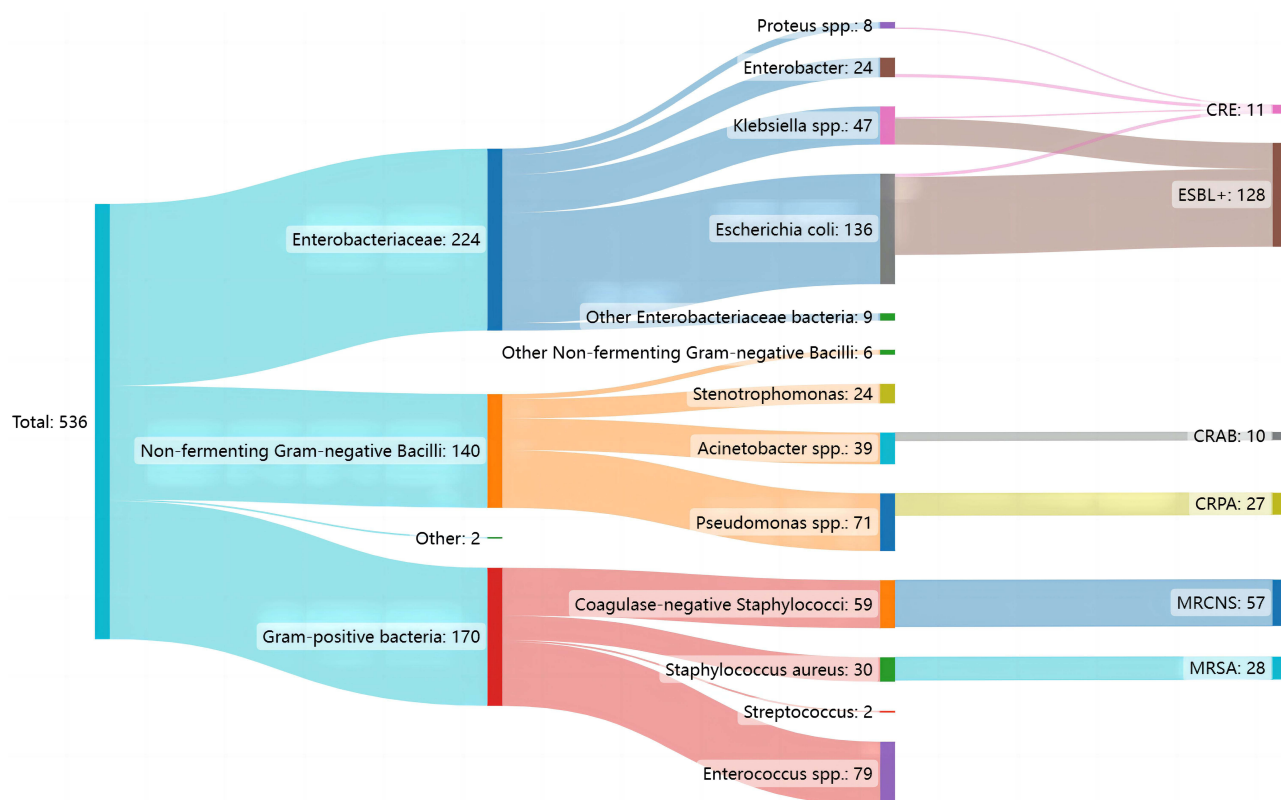 Total: 536
Enterobacteriaceae: 224
Non-fermenting Gram-negative Bacilli: 140
Other: 2
Gram-positive bacteria: 170
Proteus spp.: 8
Enterobacter: 24
Klebsiella spp.: 47
Escherichia coli: 136
Other Enterobacteriaceae bacteria: 9
Other Non-fermenting Gram-negative Bacilli: 6
Stenotrophomonas: 24
Acinetobacter spp.: 39
Pseudomonas spp.: 71
Coagulase-negative Staphylococci: 59
Staphylococcus aureus: 30
Streptococcus: 2
Enterococcus spp.: 79
CRE: 11
ESBL+: 128
CRAB: 10
CRPA: 27
MRCNS: 57
MRSA: 28